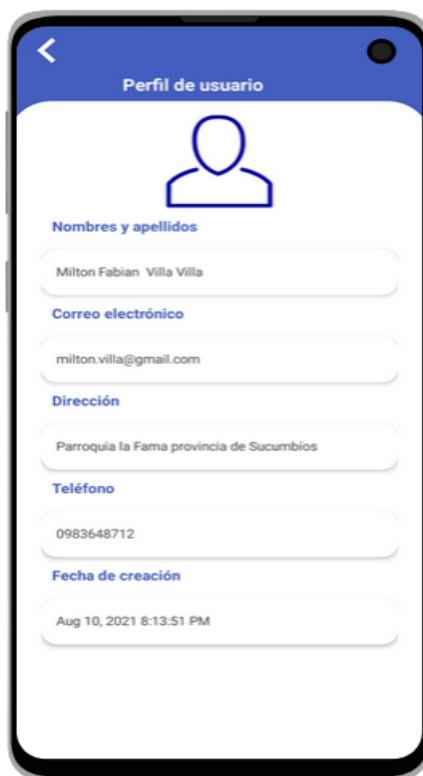 Perfil de usuario
Nombres y apellidos
Milton Fabian  Villa Villa
Correo electrónico
milton.villa@gmail.com
Dirección
Parroquia la Fama provincia de Sucumbíos
Teléfono
0983648712
Fecha de creación
Aug 10, 2021 8:13:51 PM